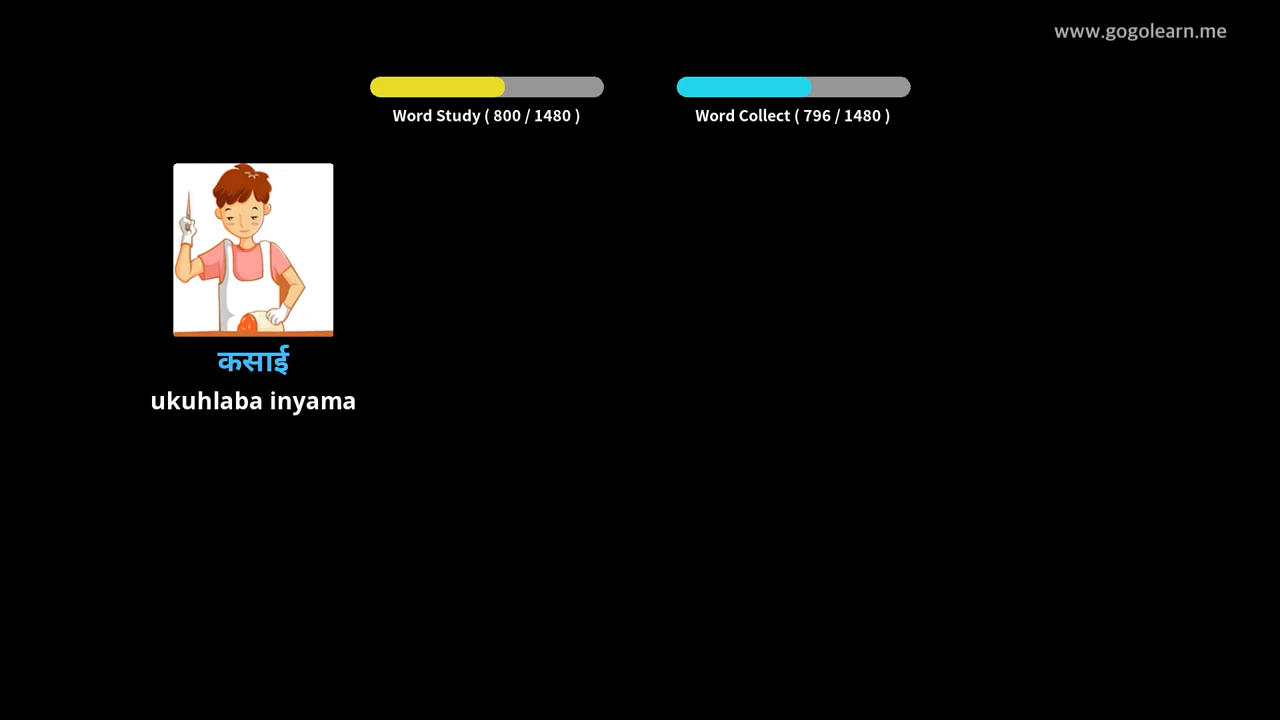 www.gogolearn.me
Word Study ( 800 / 1480 )
Word Collect ( 796 / 1480 )
कसाई
ukuhlaba inyama